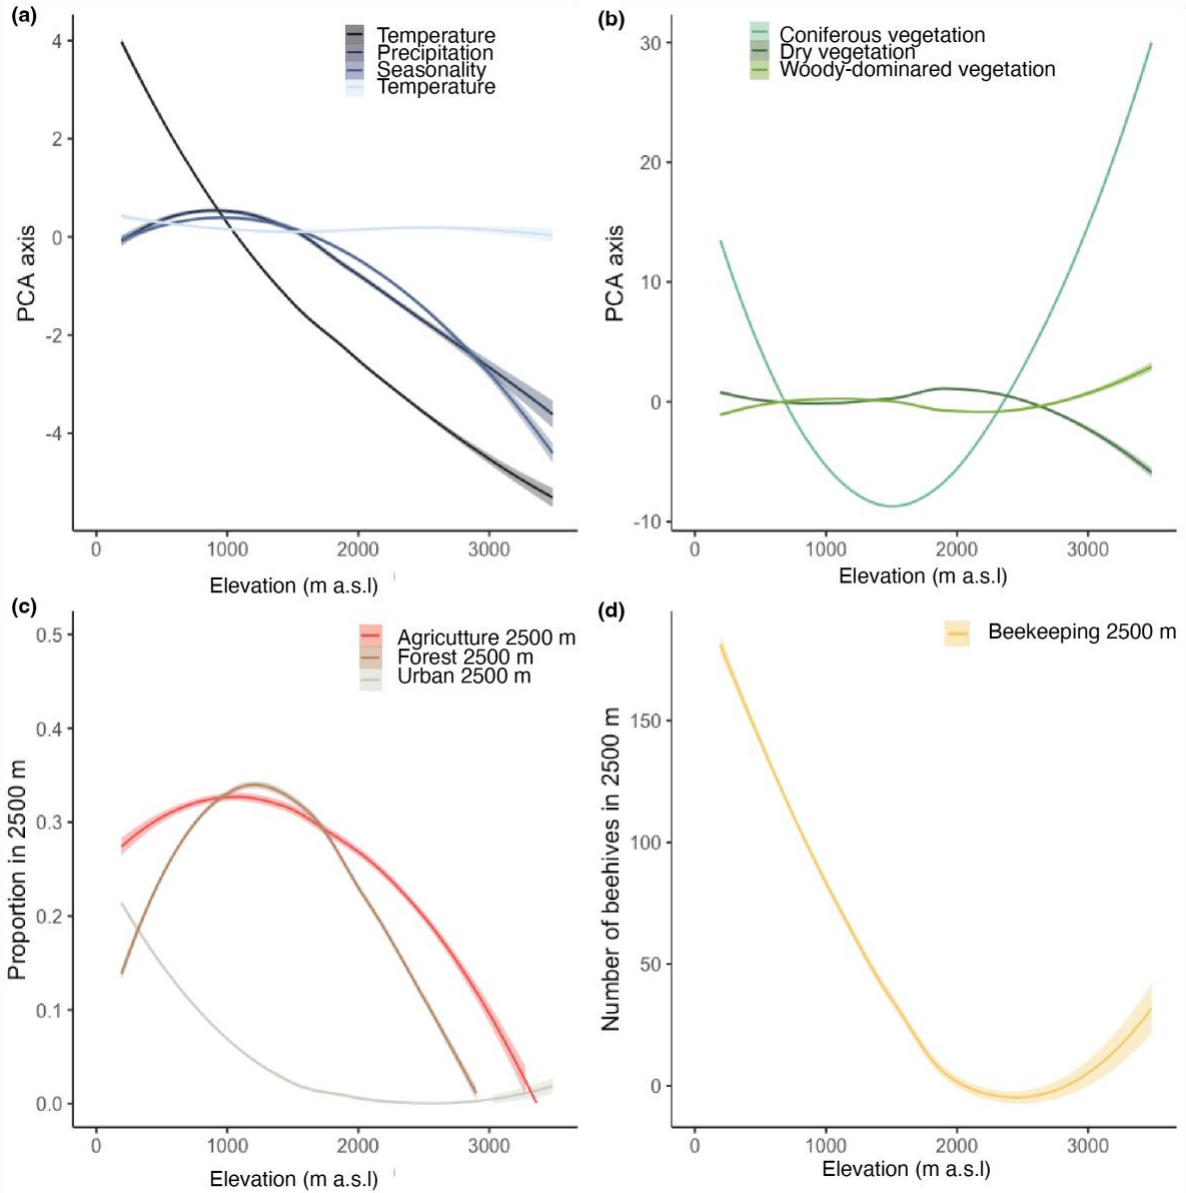 (a)
Temperature
Precipitation
Seasonality
Temperature
4
2
0
-2
-4
PCA axis
0 1000 2000 3000
Elevation (m a.s.l)
(b)
Coniferous vegetation
Dry vegetation
Woody-dominared vegetation
30
20
10
0
-10
PCA axis
0 1000 2000 3000
Elevation (m a.s.l)
(c)
Agricutture 2500 m
Forest 2500 m
Urban 2500 m
0.5
0.4
0.3
0.2
0.1
0.0
Proportion in 2500 m
0 1000 2000 3000
Elevation (m a.s.l)
(d)
Beekeeping 2500 m
150
100
50
0
Number of beehives in 2500 m
0 1000 2000 3000
Elevation (m a.s.l)